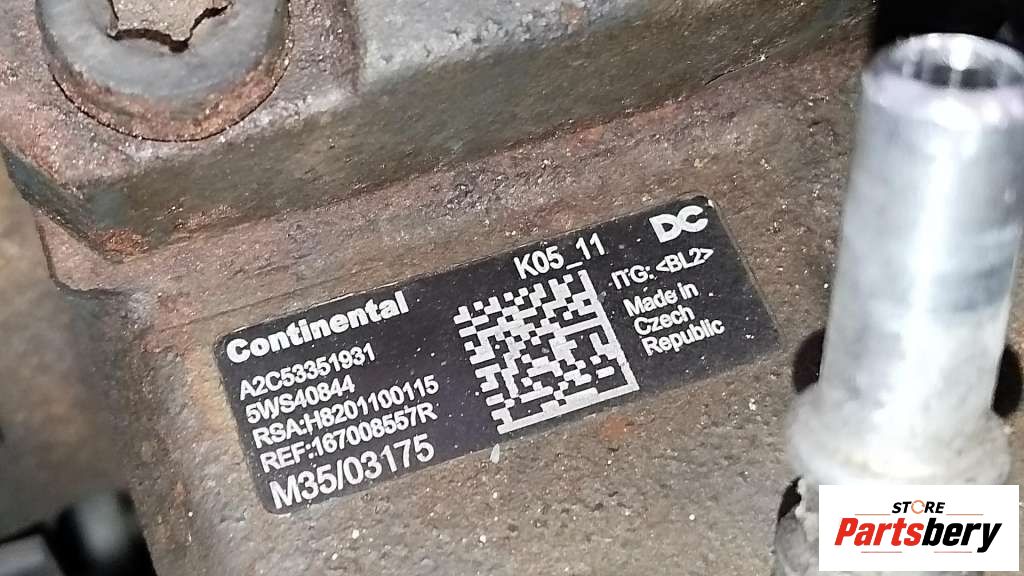 Continental
A2C53351931
5WS40844
RSA:H8201100115
REF:167008557R
M35/03175
K05_11
DC
ITG: <BL2>
Made in
Czech
Republic
STORE
Partsbery